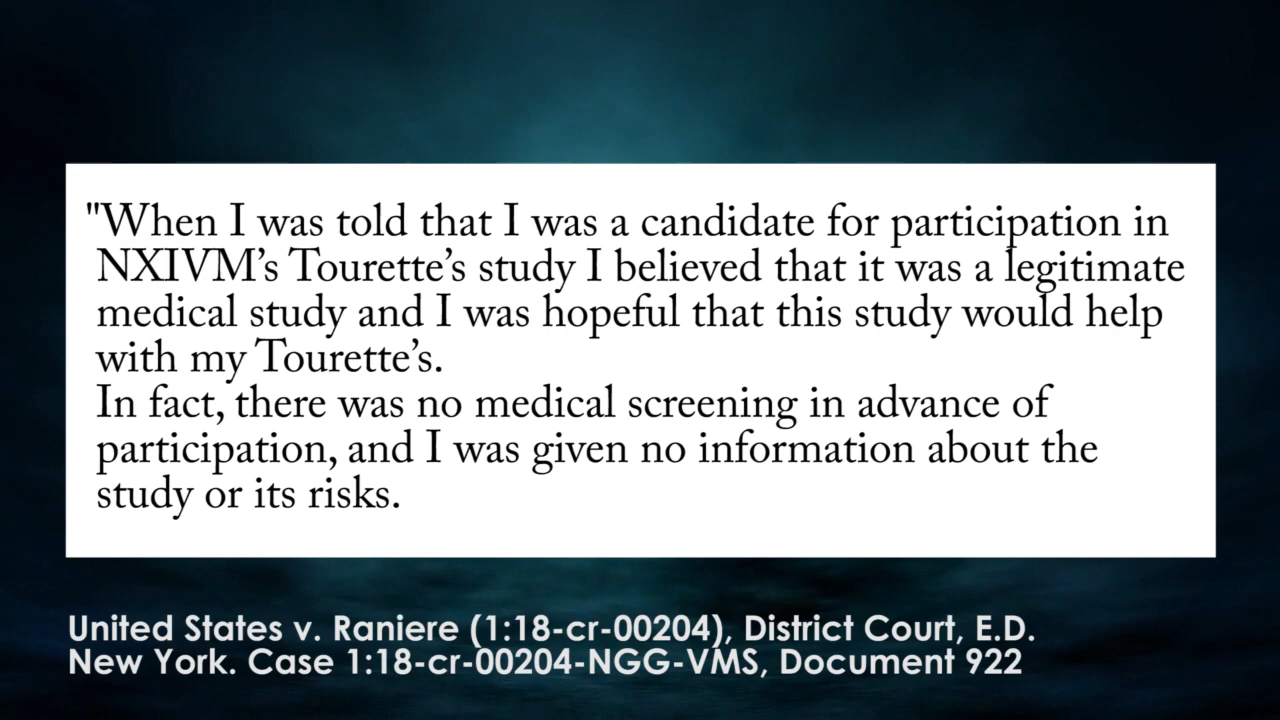 "When I was told that I was a candidate for participation in
NXIVM’s Tourette’s study I believed that it was a legitimate
medical study and I was hopeful that this study would help
with my Tourette’s.
In fact, there was no medical screening in advance of
participation, and I was given no information about the
study or its risks.
United States v. Raniere (1:18-cr-00204), District Court, E.D.
New York. Case 1:18-cr-00204-NGG-VMS, Document 922